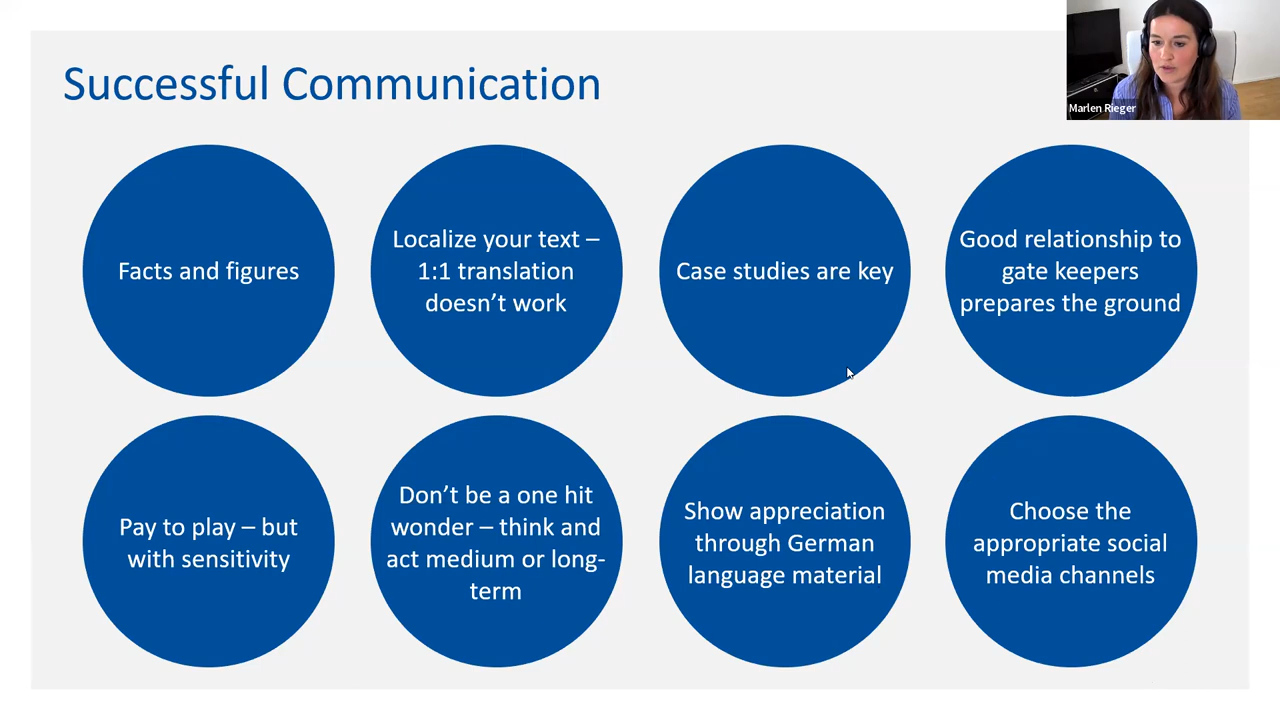 Successful Communication
Marlen Rieger
Facts and figures
Localize your text –
1:1 translation
doesn't work
Case studies are key
Good relationship to
gate keepers
prepares the ground
Pay to play – but
with sensitivity
Don't be a one hit
wonder – think and
act medium or long-
term
Show appreciation
through German
language material
Choose the
appropriate social
media channels